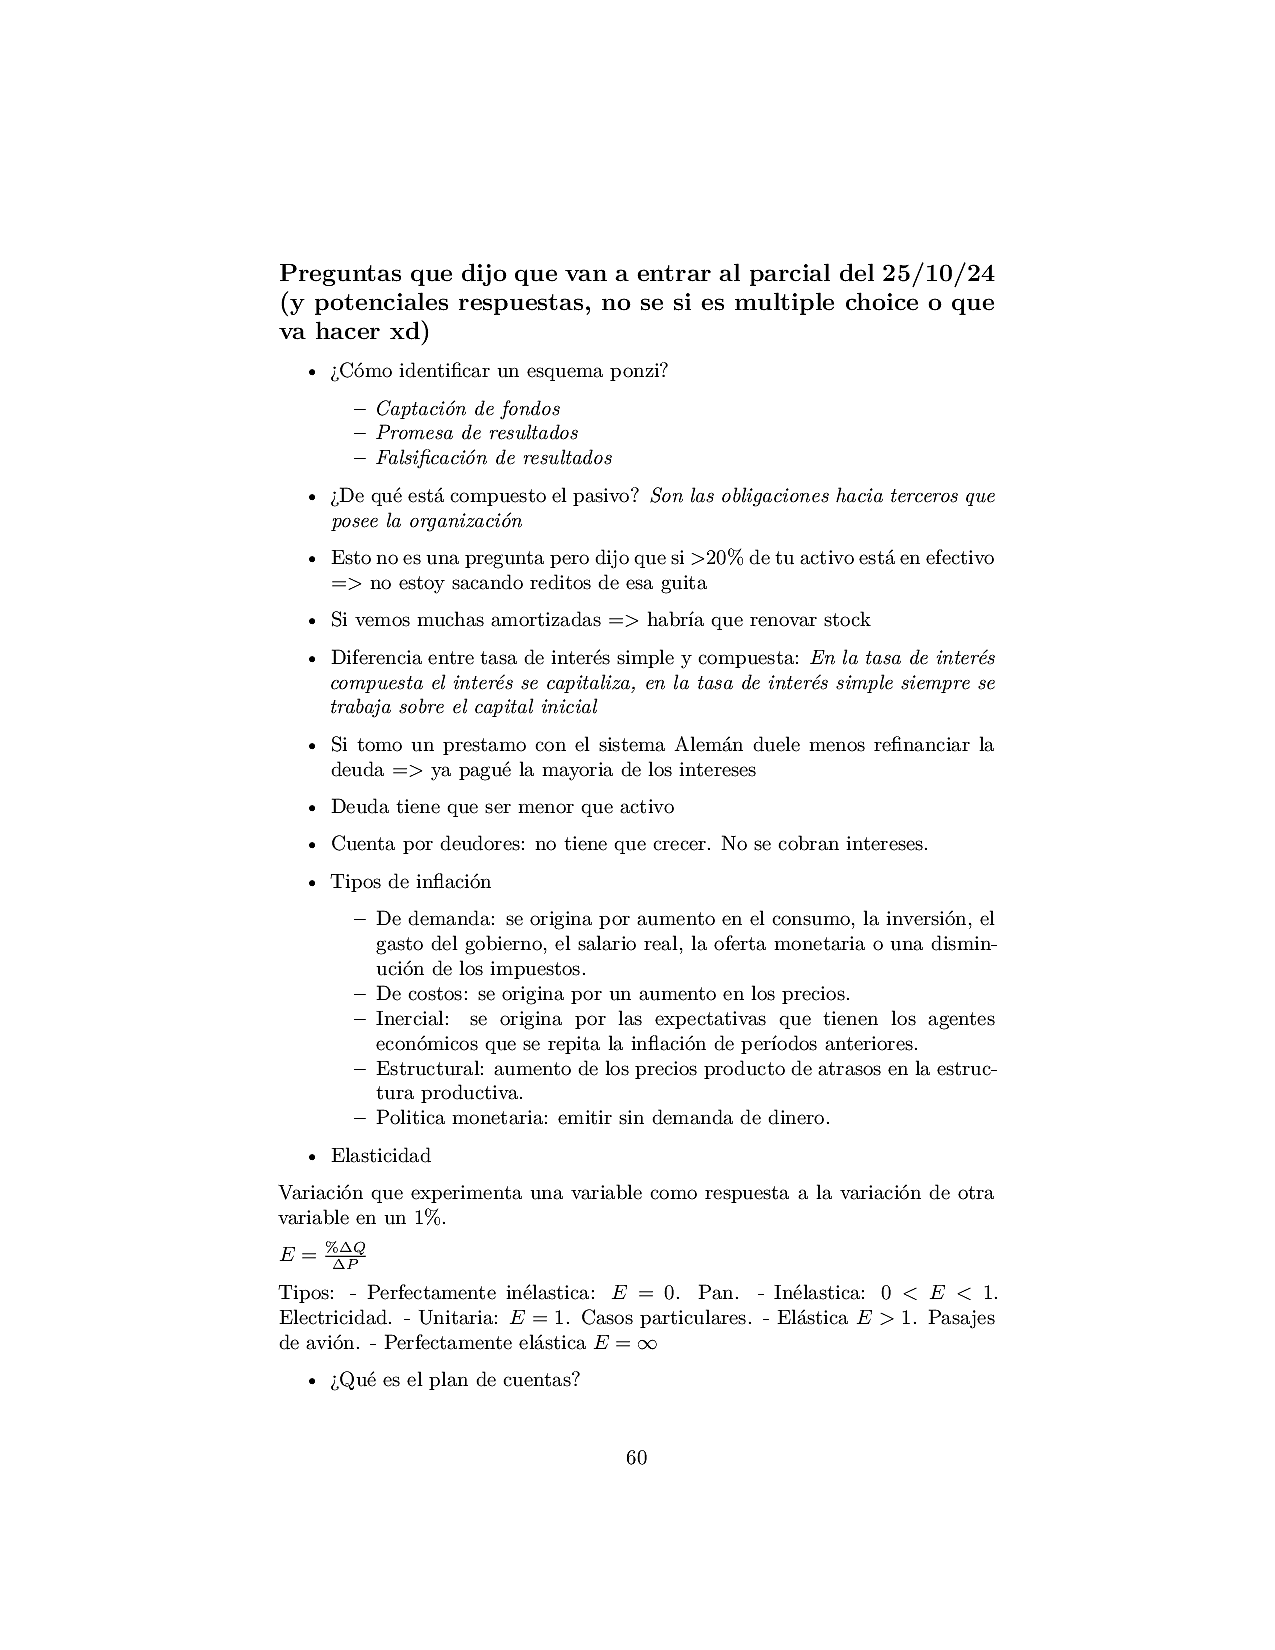 Preguntas que dijo que van a entrar al parcial del 25/10/24
(y potenciales respuestas, no se si es multiple choice o que
va hacer xd)
• ¿Cómo identificar un esquema ponzi?
– Captación de fondos
– Promesa de resultados
– Falsificación de resultados
• ¿De qué está compuesto el pasivo? Son las obligaciones hacia terceros que
posee la organización
• Esto no es una pregunta pero dijo que si >20% de tu activo está en efectivo
=> no estoy sacando reditos de esa guita
• Si vemos muchas amortizadas => habría que renovar stock
• Diferencia entre tasa de interés simple y compuesta: En la tasa de interés
compuesta el interés se capitaliza, en la tasa de interés simple siempre se
trabaja sobre el capital inicial
• Si tomo un prestamo con el sistema Alemán duele menos refinanciar la
deuda => ya pagué la mayoria de los intereses
• Deuda tiene que ser menor que activo
• Cuenta por deudores: no tiene que crecer. No se cobran intereses.
• Tipos de inflación
– De demanda: se origina por aumento en el consumo, la inversión, el
gasto del gobierno, el salario real, la oferta monetaria o una dismin-
ución de los impuestos.
– De costos: se origina por un aumento en los precios.
– Inercial: se origina por las expectativas que tienen los agentes
económicos que se repita la inflación de períodos anteriores.
– Estructural: aumento de los precios producto de atrasos en la estruc-
tura productiva.
– Politica monetaria: emitir sin demanda de dinero.
• Elasticidad
Variación que experimenta una variable como respuesta a la variación de otra
variable en un 1%.
E = %ΔQ / ΔP
Tipos: - Perfectamente inélastica: E = 0. Pan. - Inélastica: 0 < E < 1.
Electricidad. - Unitaria: E = 1. Casos particulares. - Elástica E > 1. Pasajes
de avión. - Perfectamente elástica E = ∞
• ¿Qué es el plan de cuentas?
60